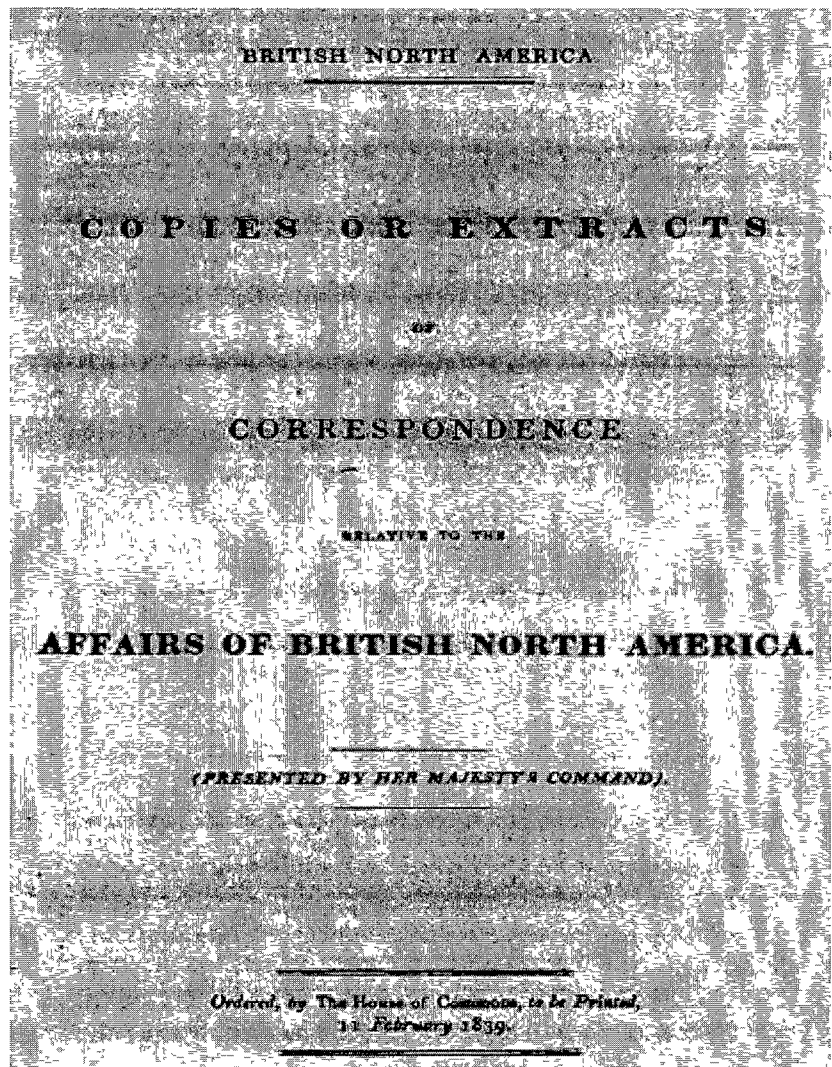 BRITISH NORTH AMERICA
COPIES OR EXTRACTS
OF
CORRESPONDENCE
RELATIVE TO THE
AFFAIRS OF BRITISH NORTH AMERICA.
(PRESENTED BY HER MAJESTY'S COMMAND).
Ordered, by The House of Commons, to be Printed,
11 February 1839.